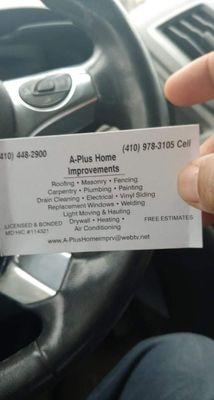 (410) 448-2900
(410) 978-3105 Cell
A-Plus Home
Improvements
Roofing • Masonry • Fencing
Carpentry • Plumbing • Painting
Drain Cleaning • Electrical • Vinyl Siding
Replacement Windows • Welding
Light Moving & Hauling
Drywall • Heating •
Air Conditioning
LICENSED & BONDED
MD HIC #114321
FREE ESTIMATES
www.A-PlusHomeimprv@webtv.net